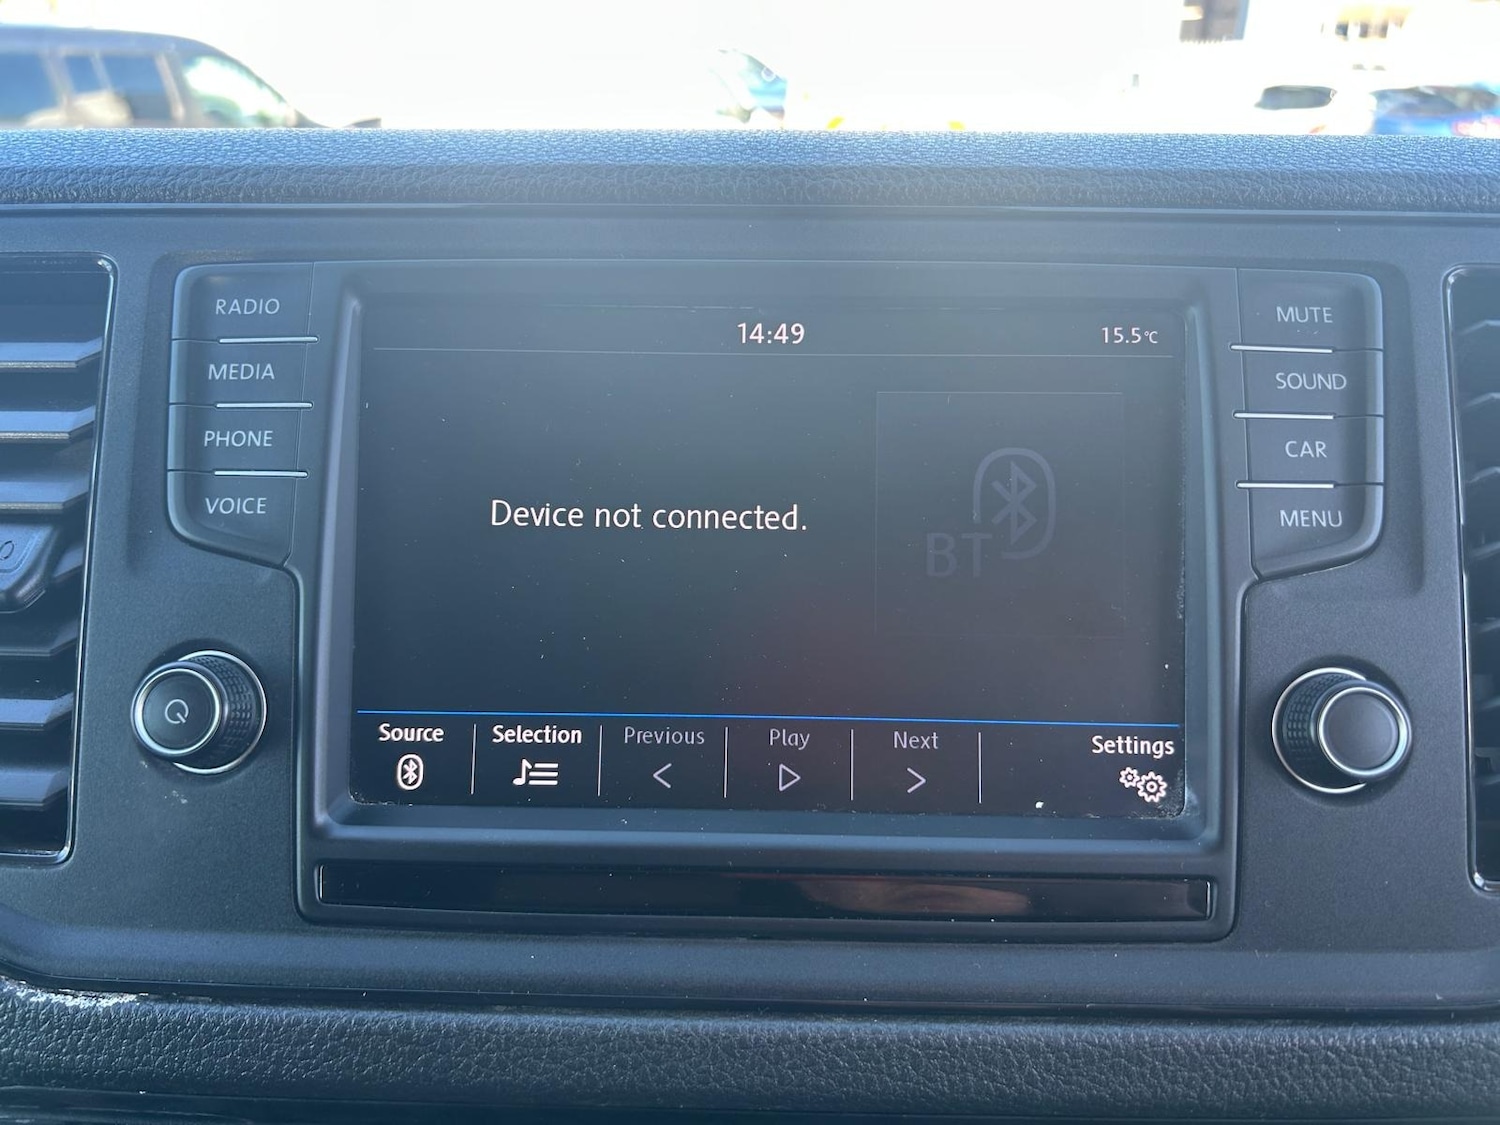 14:49
15.5°C
RADIO
MEDIA
PHONE
VOICE
MUTE
SOUND
CAR
MENU
Device not connected.
BT
Source
Selection
Previous
Play
Next
Settings